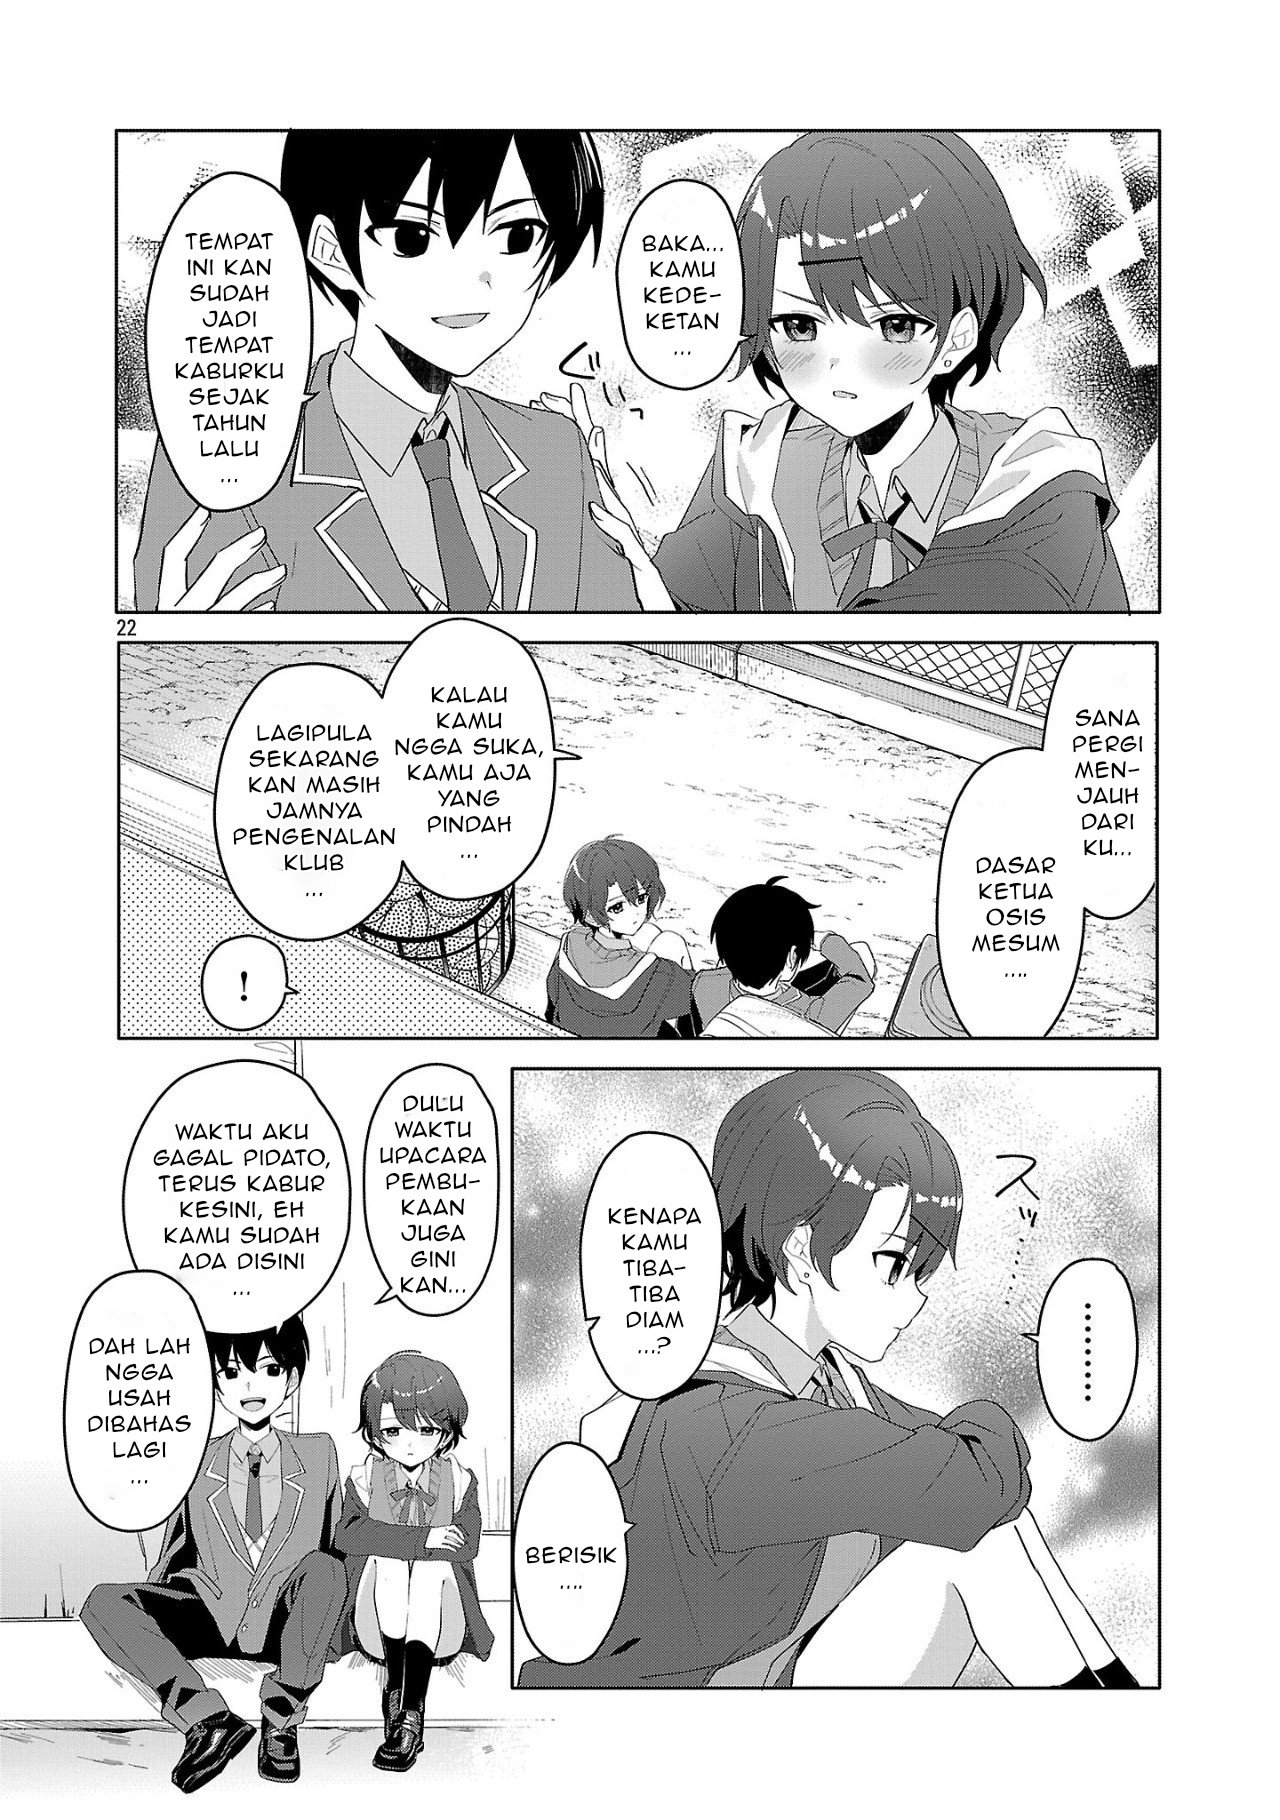 BAKA...
KAMU
KEDE-
KETAN
...
TEMPAT
INI KAN
SUDAH
JADI
TEMPAT
KABURKU
SEJAK
TAHUN
LALU
...
22
SANA
PERGI
MEN-
JAUH
DARI
KU...
DASAR
KETUA
OSIS
MESUM
....
KALAU
KAMU
NGGA SUKA,
KAMU AJA
YANG
PINDAH
...
LAGIPULA
SEKARANG
KAN MASIH
JAMNYA
PENGENALAN
KLUB
...
!
ス
.........
KENAPA
KAMU
TIBA-
TIBA
DIAM
...?
BERISIK
....
DULU
WAKTU
UPACARA
PEMBU-
KAAN
JUGA
GINI
KAN...
WAKTU AKU
GAGAL PIDATO,
TERUS KABUR
KESINI, EH
KAMU SUDAH
ADA DISINI
...
DAH LAH
NGGA
USAH
DIBAHAS
LAGI
...